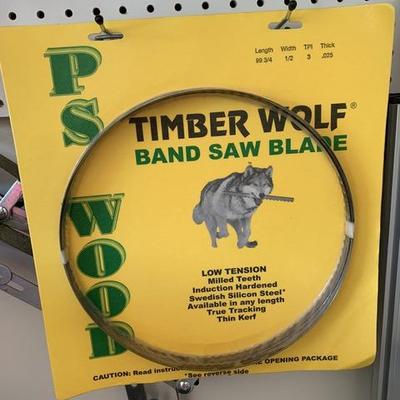 PS WOOD
Length Width TPI Thick
99 3/4 1/2 3 .025
TIMBER WOLF®
BAND SAW BLADE
LOW TENSION
Milled Teeth
Induction Hardened
Swedish Silicon Steel*
Available in any length
True Tracking
Thin Kerf
CAUTION: Read OPENING PACKAGE
*See reverse side